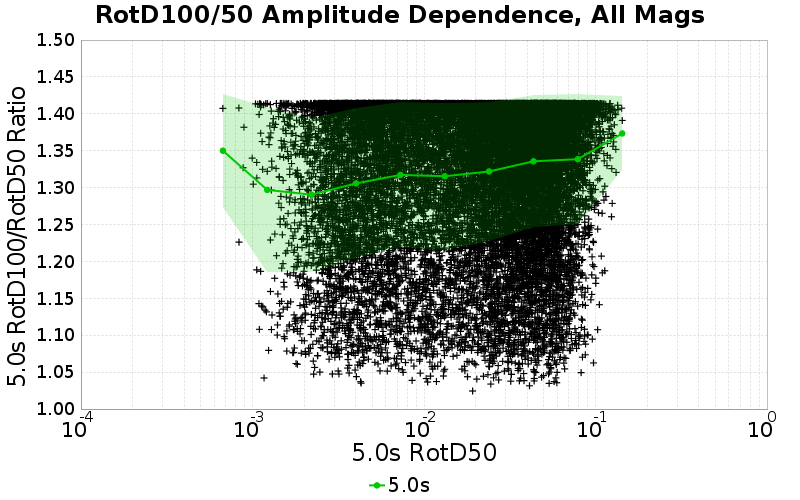 RotD100/50 Amplitude Dependence, All Mags
5.0s RotD100/RotD50 Ratio
1.50
1.45
1.40
1.35
1.30
1.25
1.20
1.15
1.10
1.05
1.00
10-4 10-3 10-2 10-1 100
5.0s RotD50
5.0s